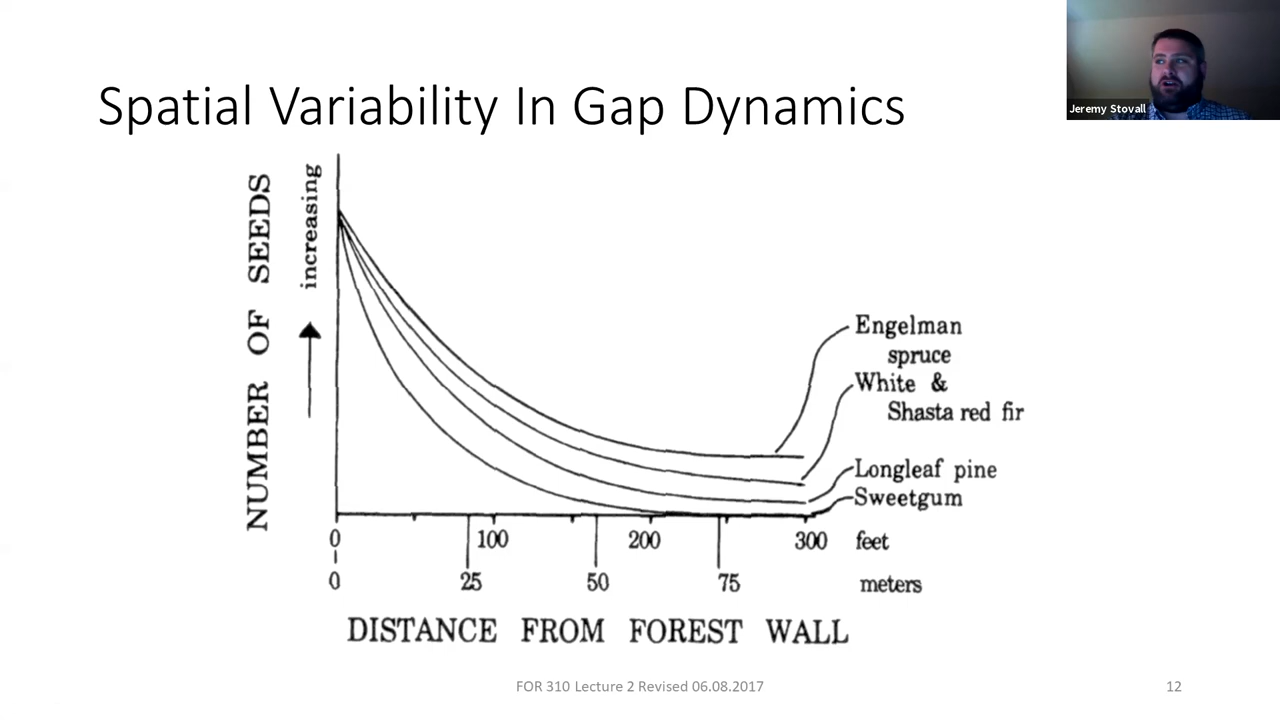 Jeremy Stovall
Spatial Variability In Gap Dynamics
NUMBER OF SEEDS
increasing
Engelman
spruce
White &
Shasta red fir
Longleaf pine
Sweetgum
0 100 200 300 feet
0 25 50 75 meters
DISTANCE FROM FOREST WALL
FOR 310 Lecture 2 Revised 06.08.2017
12